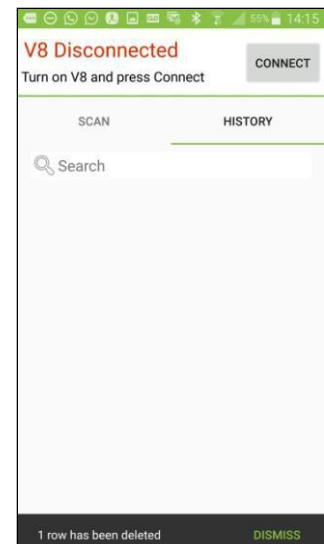 55% 14:15
V8 Disconnected
Turn on V8 and press Connect
CONNECT
SCAN HISTORY
Search
1 row has been deleted DISMISS